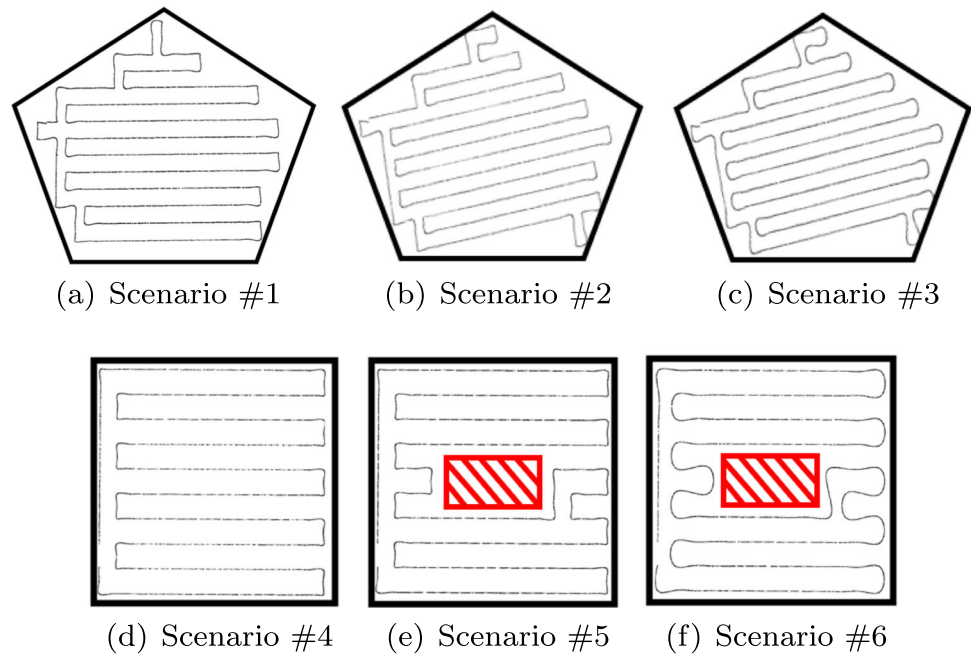 (a) Scenario #1
(b) Scenario #2
(c) Scenario #3
(d) Scenario #4
(e) Scenario #5
(f) Scenario #6